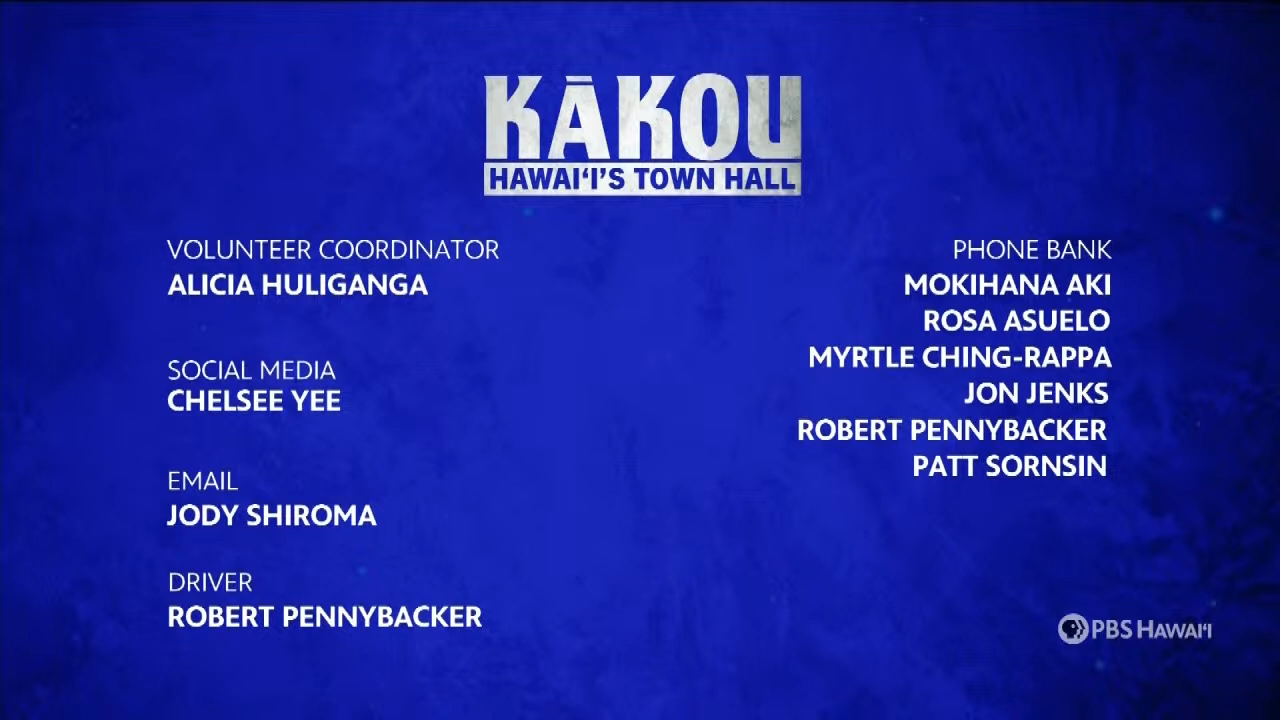 KĀKOU
HAWAIʻI'S TOWN HALL
VOLUNTEER COORDINATOR
ALICIA HULIGANGA
SOCIAL MEDIA
CHELSEE YEE
EMAIL
JODY SHIROMA
DRIVER
ROBERT PENNYBACKER
PHONE BANK
MOKIHANA AKI
ROSA ASUELO
MYRTLE CHING-RAPPA
JON JENKS
ROBERT PENNYBACKER
PATT SORNSIN
PBS HAWAIʻI